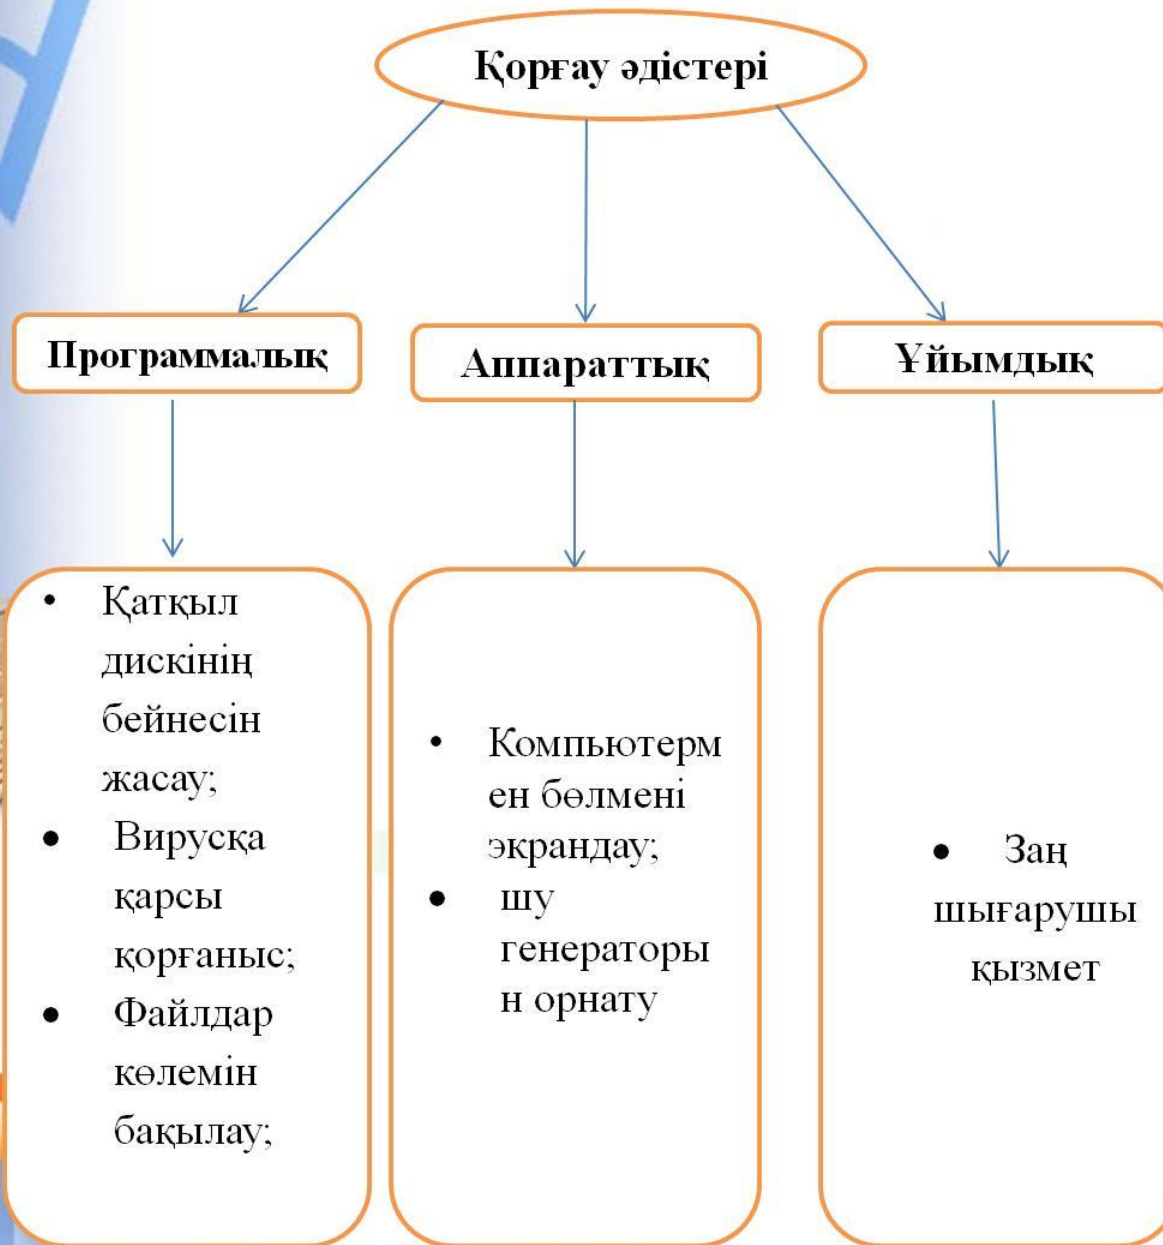 Қорғау әдістері
Программалық
Аппараттық
Ұйымдық
• Қатқыл
дискінің
бейнесін
жасау;
• Вирусқа
қарсы
қорғаныс;
• Файлдар
көлемін
бақылау;
• Компьютерм
ен бөлмені
экрандау;
• шу
генераторы
н орнату
• Заң
шығарушы
қызмет